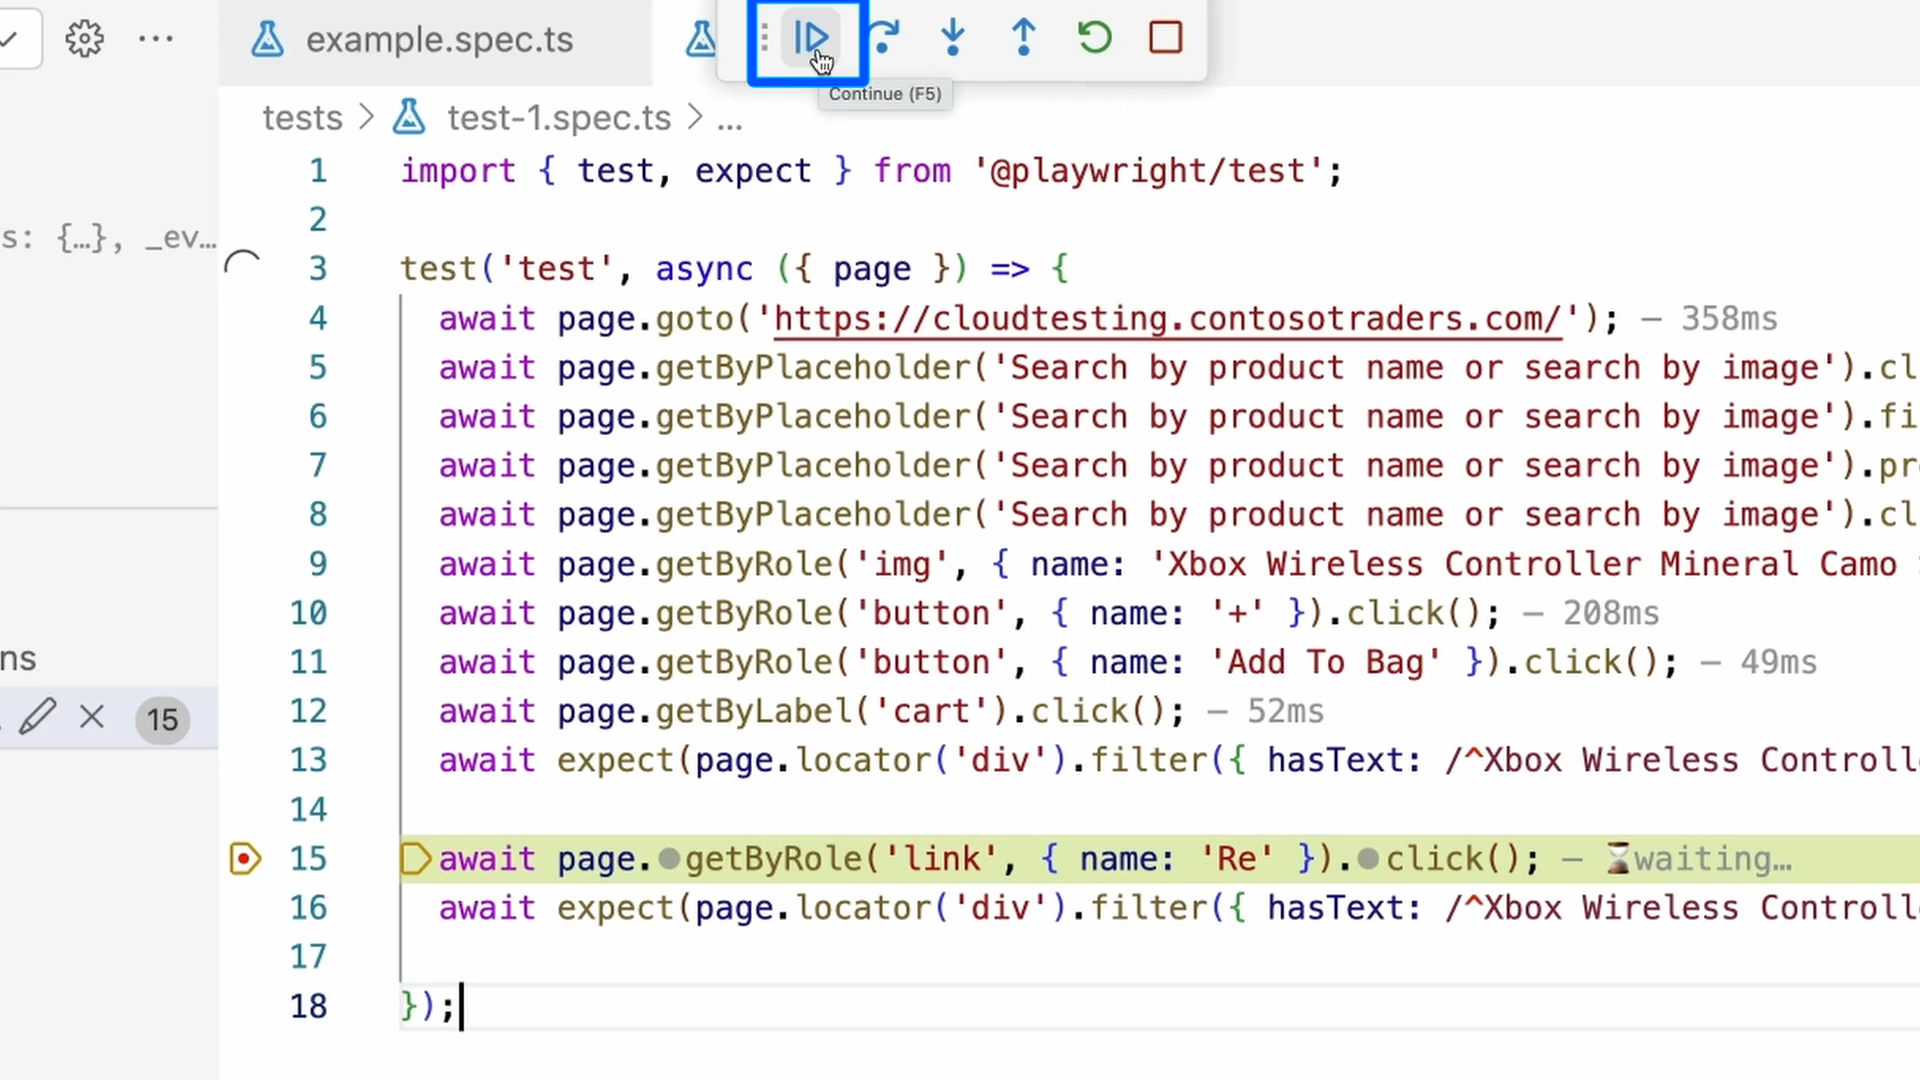 example.spec.ts
Continue (F5)
tests > test-1.spec.ts > ...
1 import { test, expect } from '@playwright/test';
2
s: {…}, _ev…
3 test('test', async ({ page }) => {
4 await page.goto('https://cloudtesting.contosotraders.com/'); — 358ms
5 await page.getByPlaceholder('Search by product name or search by image').cl
6 await page.getByPlaceholder('Search by product name or search by image').fi
7 await page.getByPlaceholder('Search by product name or search by image').pr
8 await page.getByPlaceholder('Search by product name or search by image').cl
9 await page.getByRole('img', { name: 'Xbox Wireless Controller Mineral Camo
10 await page.getByRole('button', { name: '+' }).click(); — 208ms
11 await page.getByRole('button', { name: 'Add To Bag' }).click(); — 49ms
ns
12 await page.getByLabel('cart').click(); — 52ms
15
13 await expect(page.locator('div').filter({ hasText: /^Xbox Wireless Controll
14
15 await page.getByRole('link', { name: 'Re' }).click(); — ⌛waiting…
16 await expect(page.locator('div').filter({ hasText: /^Xbox Wireless Controll
17
18 });